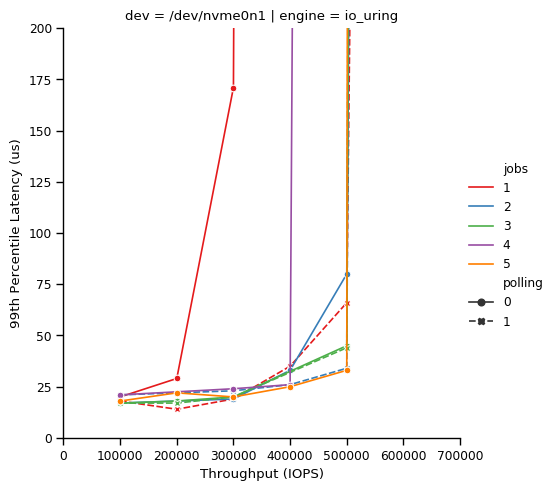 dev = /dev/nvme0n1 | engine = io_uring
200
175
150
125
100
75
50
25
0
99th Percentile Latency (us)
0 100000 200000 300000 400000 500000 600000 700000
Throughput (IOPS)
jobs
1
2
3
4
5
polling
0
1